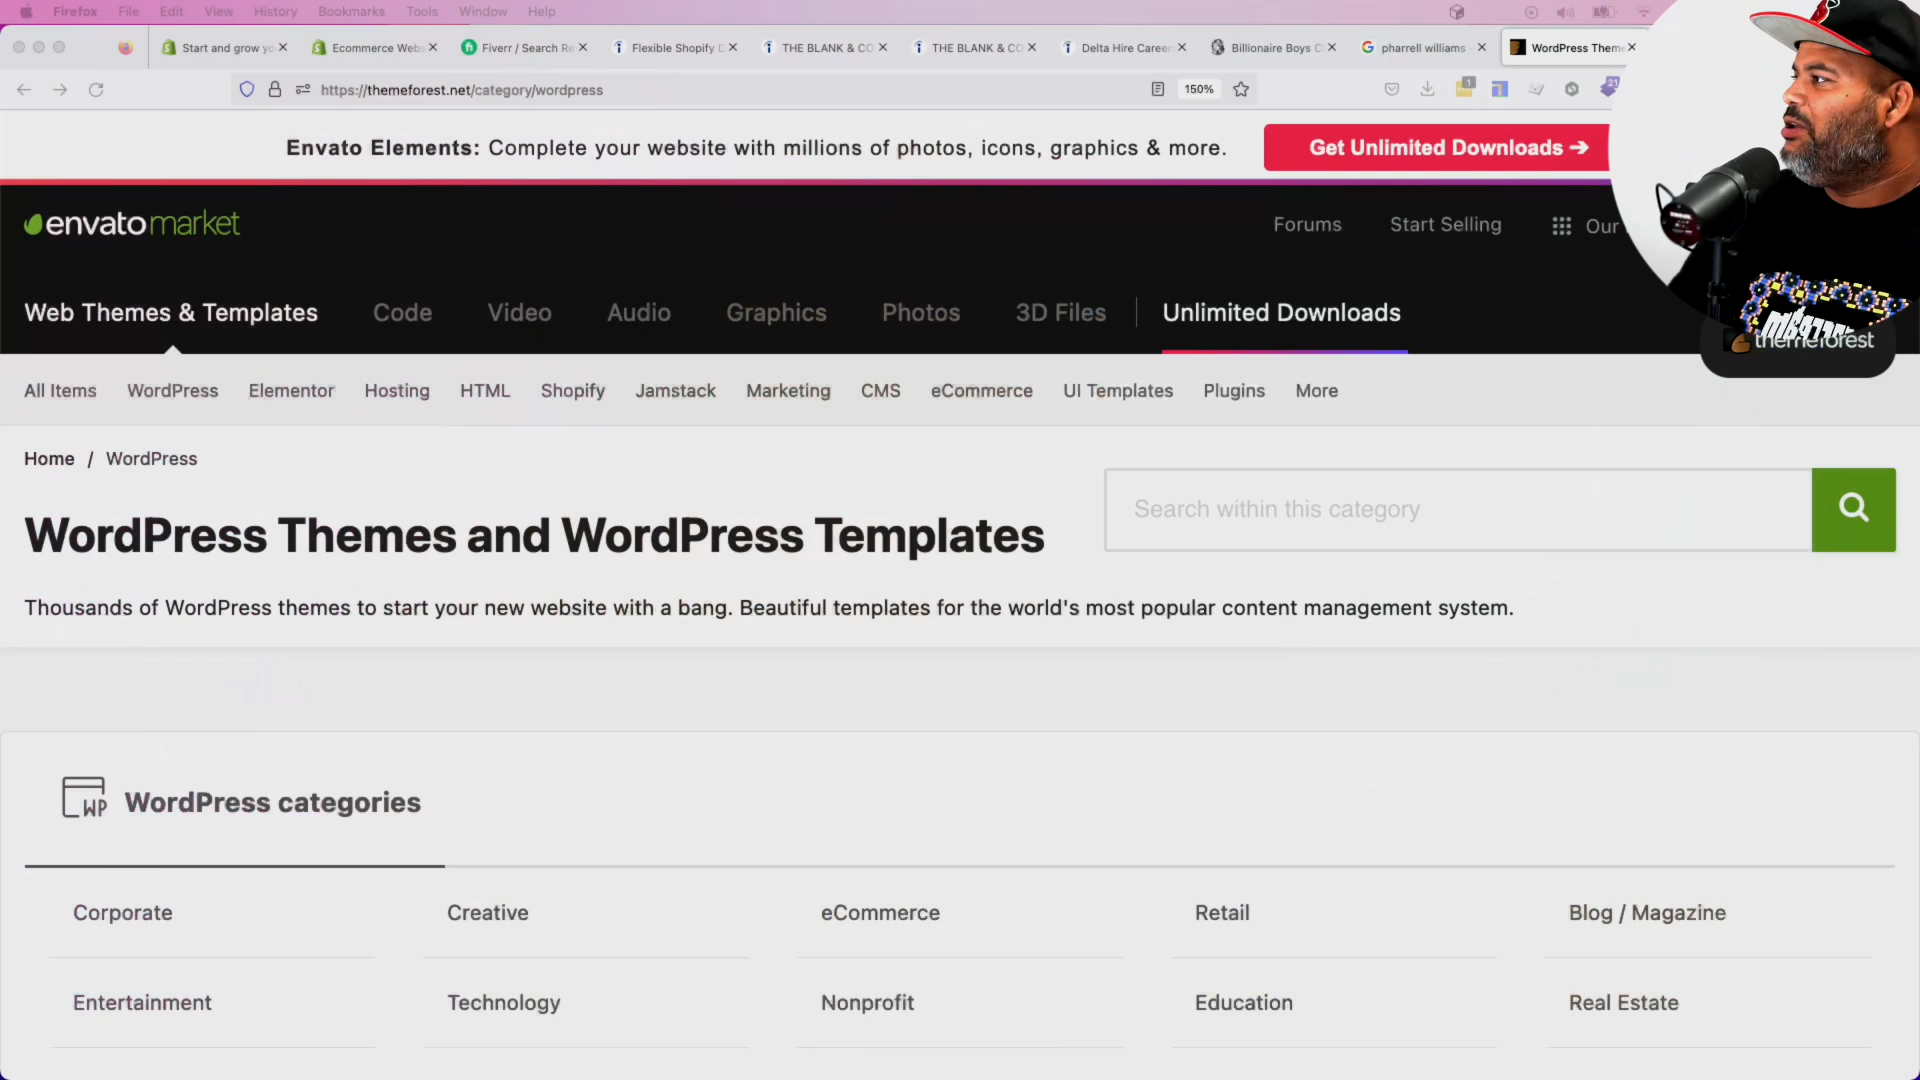 Firefox File Edit View History Bookmarks Tools Window Help
Start and grow yo
Ecommerce Webs
Fiverr / Search Re
Flexible Shopify D
THE BLANK & CO
THE BLANK & CO
Delta Hire Career
Billionaire Boys C
pharrell williams -
WordPress Theme
https://themeforest.net/category/wordpress
150%
1
21
Envato Elements: Complete your website with millions of photos, icons, graphics & more.
Get Unlimited Downloads ➔
envatomarket
Forums
Start Selling
Our
Web Themes & Templates
Code
Video
Audio
Graphics
Photos
3D Files
Unlimited Downloads
themeforest
All Items
WordPress
Elementor
Hosting
HTML
Shopify
Jamstack
Marketing
CMS
eCommerce
UI Templates
Plugins
More
Home / WordPress
Search within this category
WordPress Themes and WordPress Templates
Thousands of WordPress themes to start your new website with a bang. Beautiful templates for the world's most popular content management system.
WP
WordPress categories
Corporate
Creative
eCommerce
Retail
Blog / Magazine
Entertainment
Technology
Nonprofit
Education
Real Estate